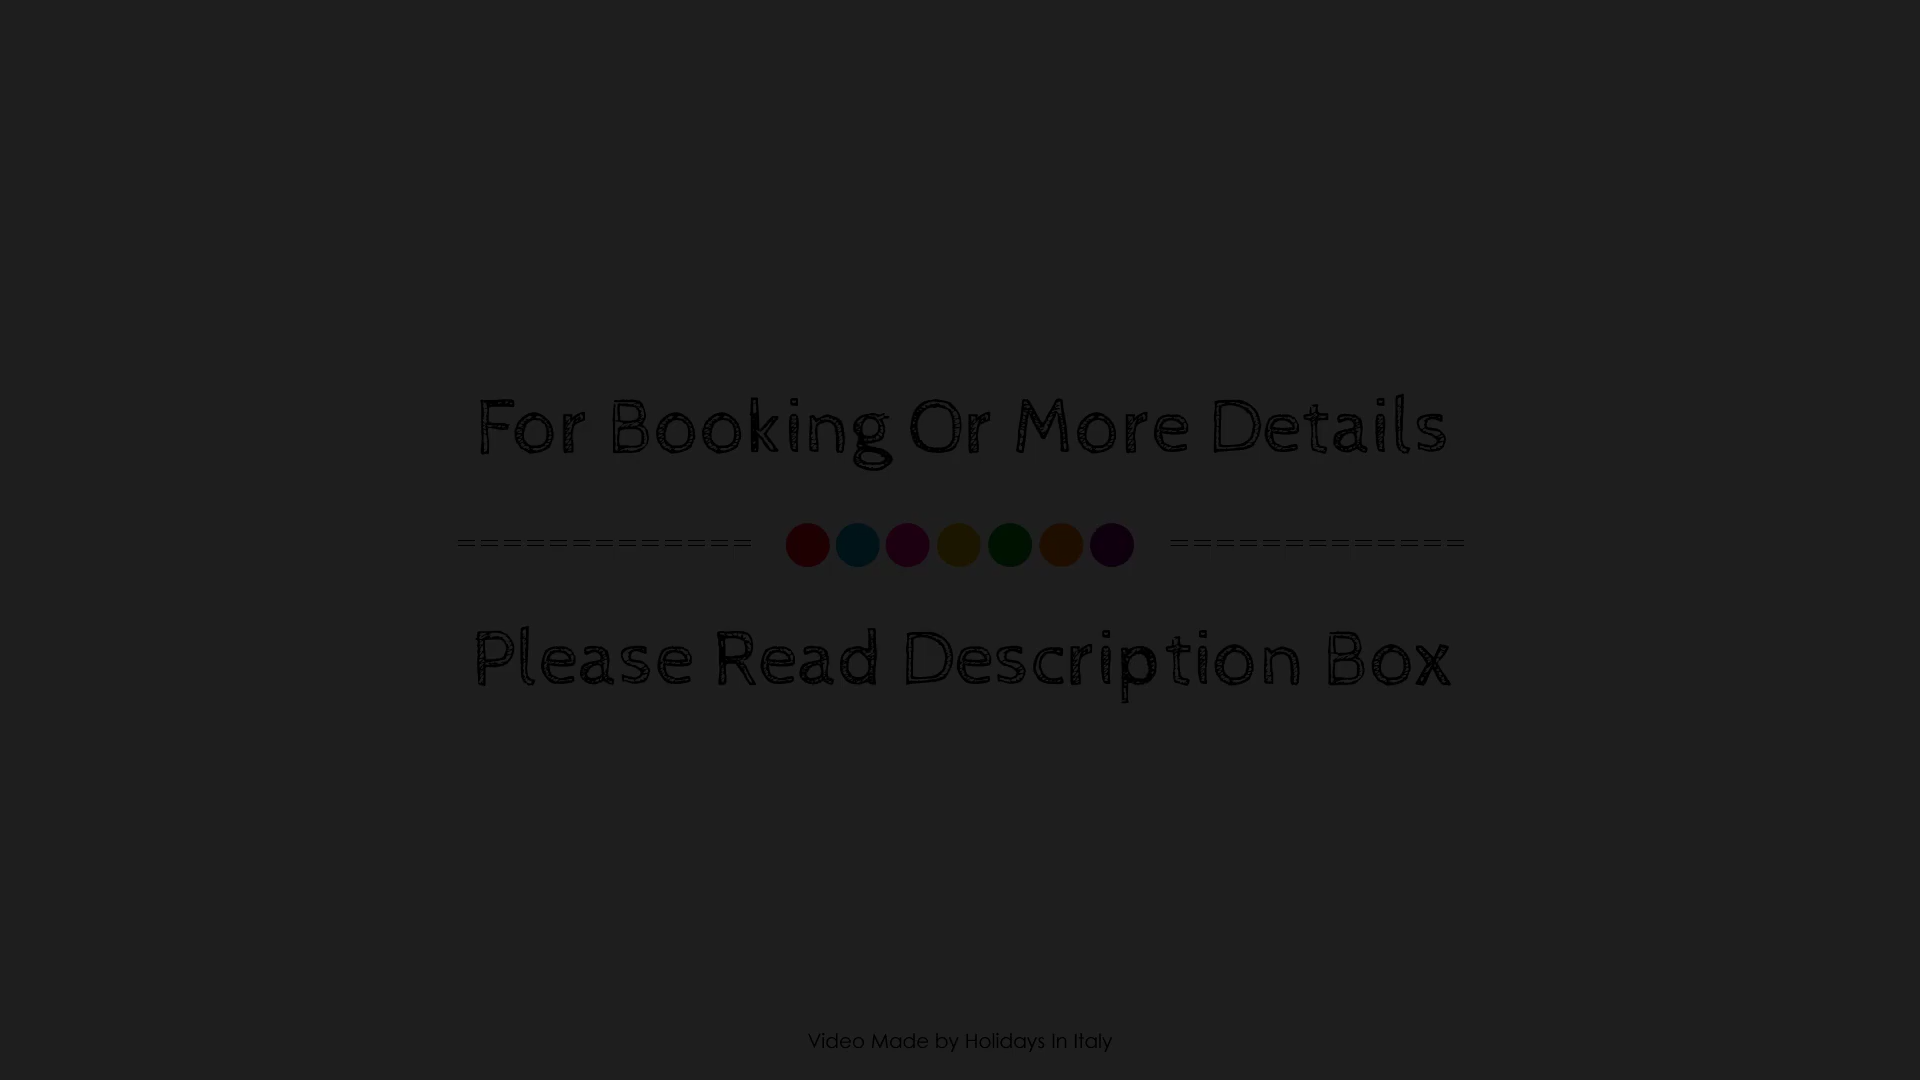 For Booking Or More Details
============= =============
Please Read Description Box
Video Made by Holidays In Italy